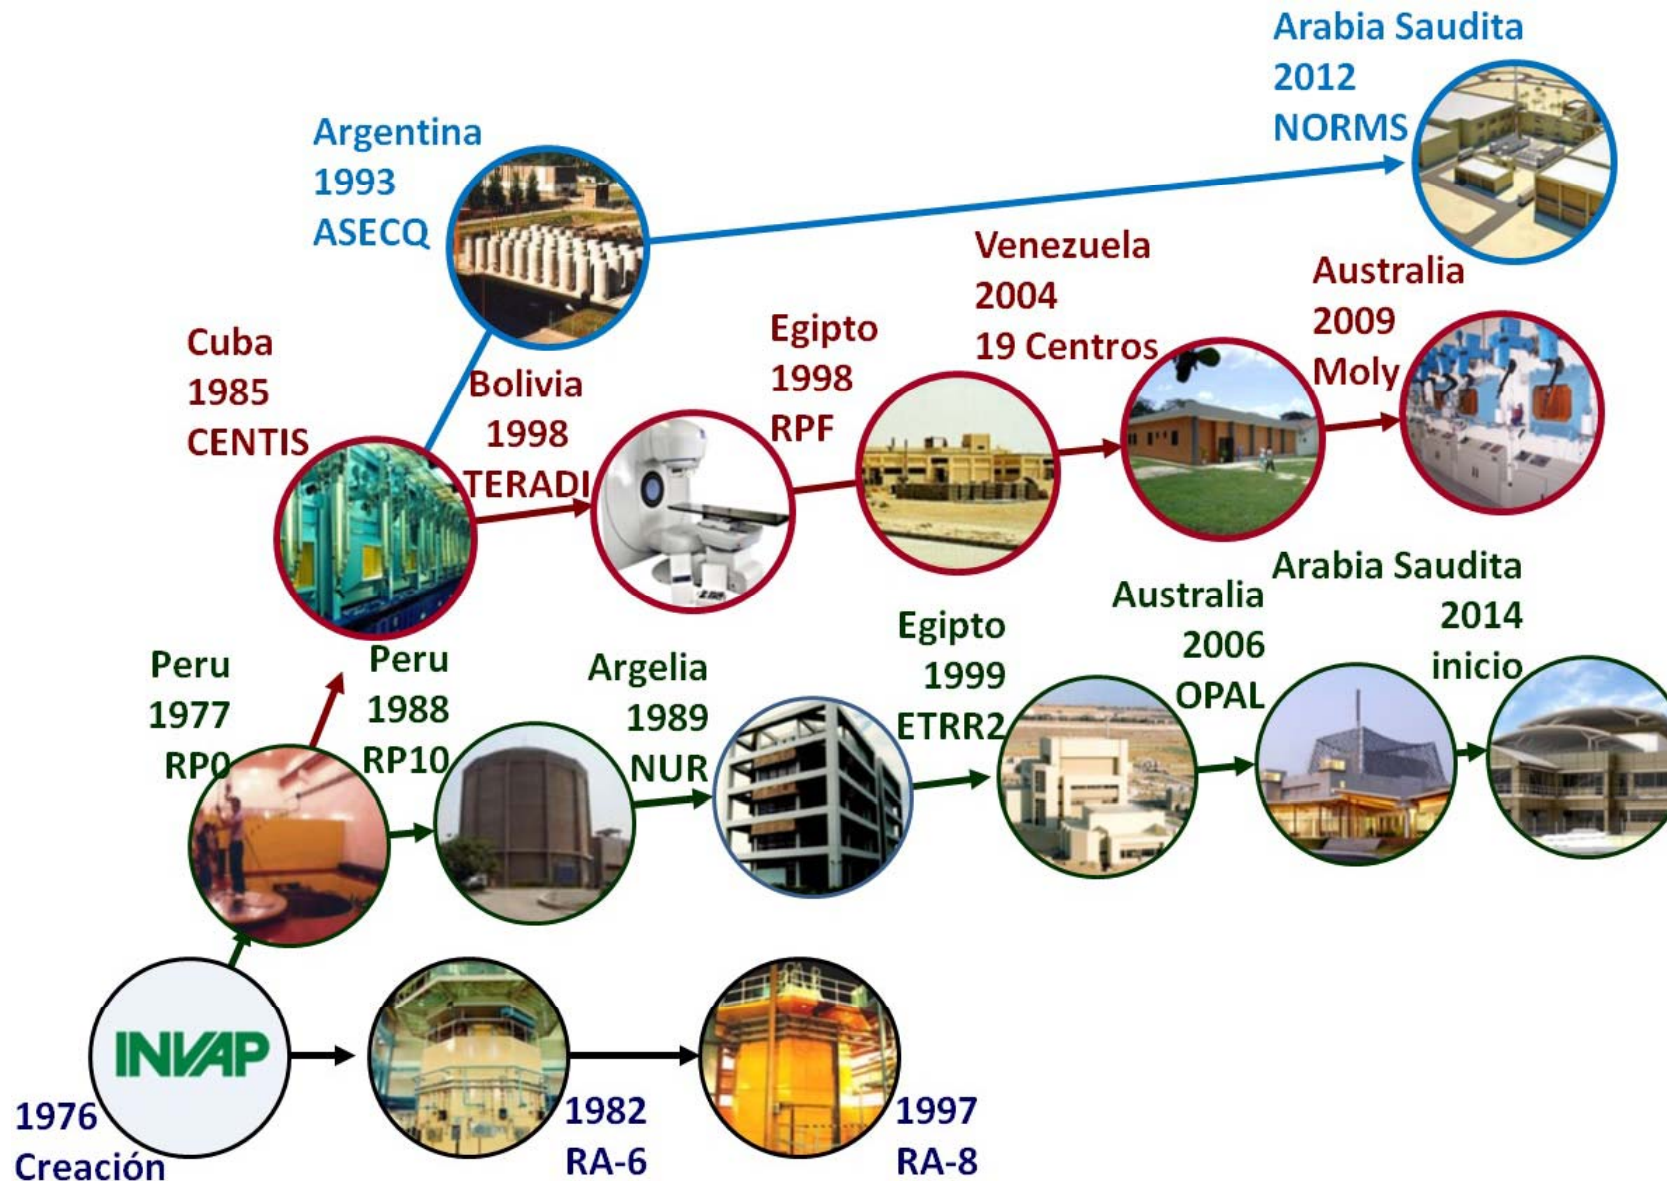 Arabia Saudita
2012
NORMS
Argentina
1993
ASECQ
Venezuela
2004
19 Centros
Australia
2009
Moly
Egipto
1998
RPF
Cuba
1985
CENTIS
Bolivia
1998
TERADI
Arabia Saudita
2014
inicio
Australia
2006
OPAL
Egipto
1999
ETRR2
Peru
1977
RP0
Peru
1988
RP10
Argelia
1989
NUR
INVAP
1976
Creación
1982
RA-6
1997
RA-8